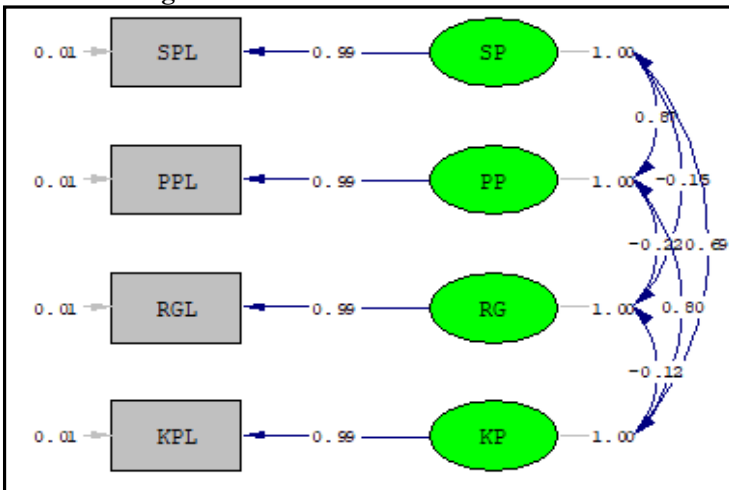 0.01 SPL 0.99 SP 1.00
-0.15
0.01 PPL 0.99 PP 1.00
-0.22 0.69
0.01 RGL 0.99 RG 1.00
0.80
-0.12
0.01 KPL 0.99 KP 1.00